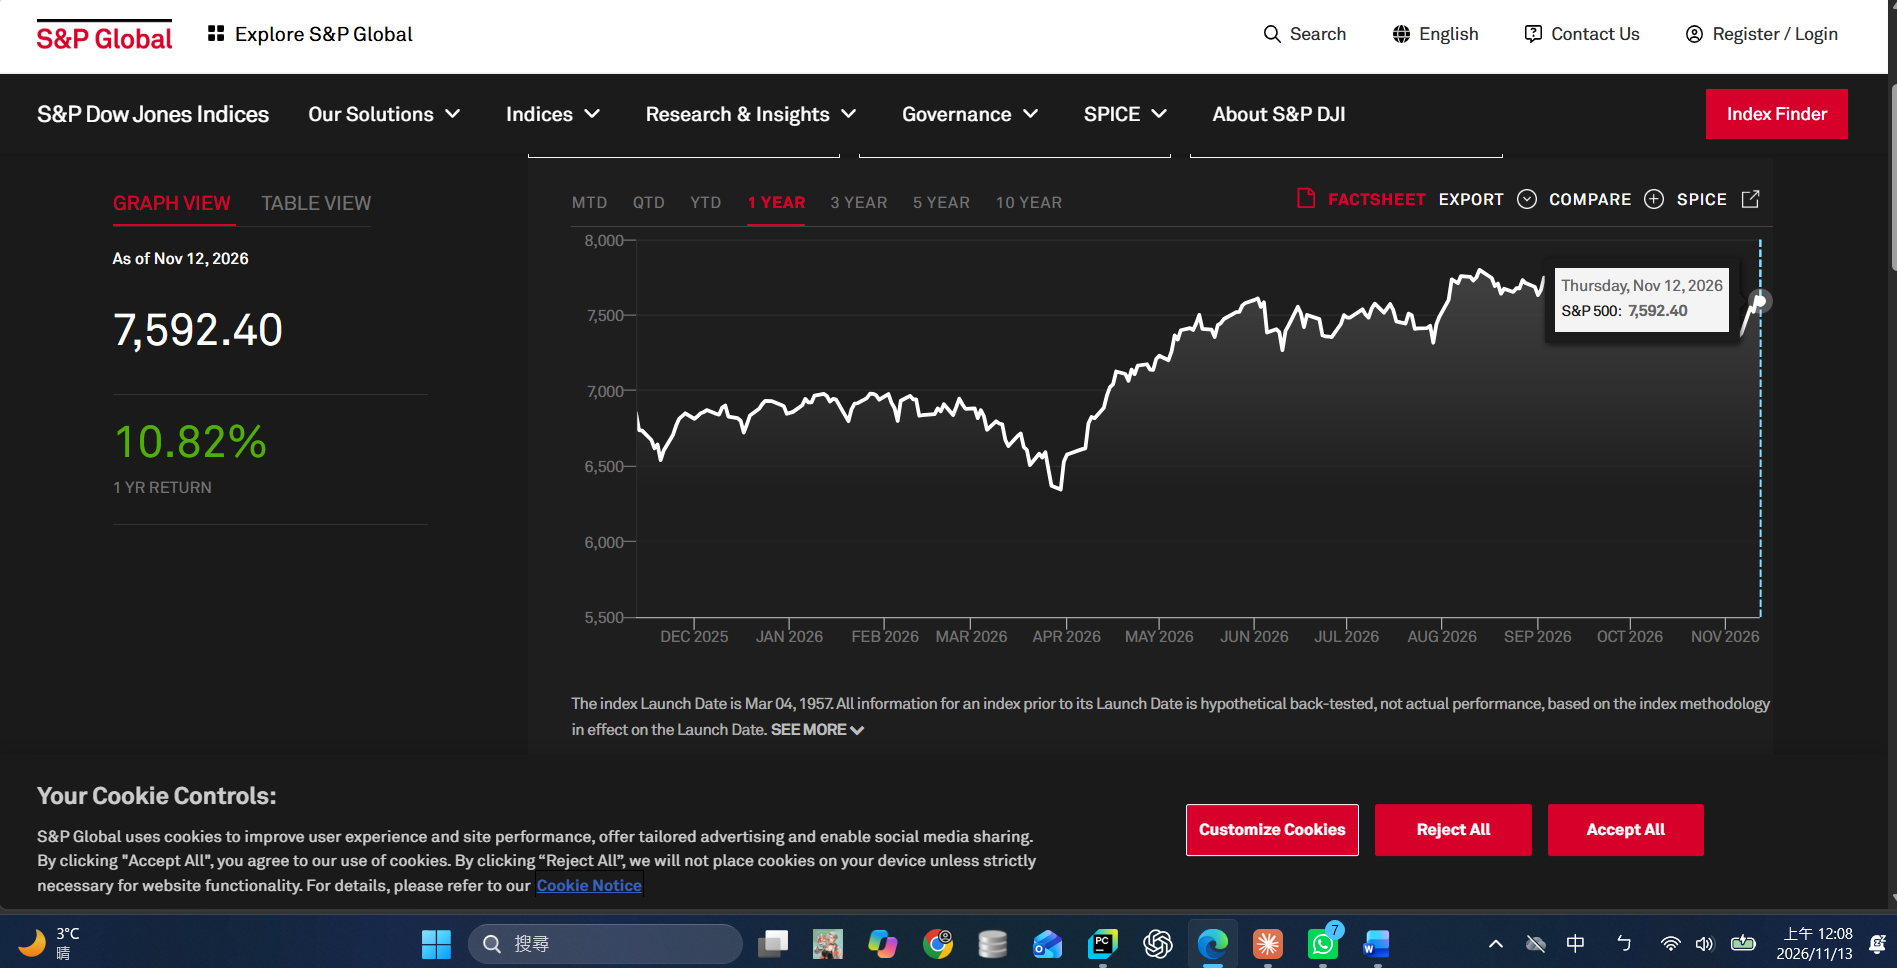 S&P Global
Explore S&P Global
Search
English
Contact Us
Register / Login
S&P Dow Jones Indices
Our Solutions
Indices
Research & Insights
Governance
SPICE
About S&P DJI
Index Finder
GRAPH VIEW
TABLE VIEW
As of Nov 12, 2026
7,592.40
10.82%
1 YR RETURN
MTD
QTD
YTD
1 YEAR
3 YEAR
5 YEAR
10 YEAR
FACTSHEET
EXPORT
COMPARE
SPICE
8,000
7,500
7,000
6,500
6,000
5,500
Thursday, Nov 12, 2026
S&P 500: 7,592.40
DEC 2025
JAN 2026
FEB 2026
MAR 2026
APR 2026
MAY 2026
JUN 2026
JUL 2026
AUG 2026
SEP 2026
OCT 2026
NOV 2026
The index Launch Date is Mar 04, 1957. All information for an index prior to its Launch Date is hypothetical back-tested, not actual performance, based on the index methodology
in effect on the Launch Date. SEE MORE
Your Cookie Controls:
S&P Global uses cookies to improve user experience and site performance, offer tailored advertising and enable social media sharing.
By clicking "Accept All", you agree to our use of cookies. By clicking “Reject All”, we will not place cookies on your device unless strictly
necessary for website functionality. For details, please refer to our Cookie Notice
Customize Cookies
Reject All
Accept All
3°C
晴
搜尋
PC
7
中
ㄅ
上午 12:08
2026/11/13